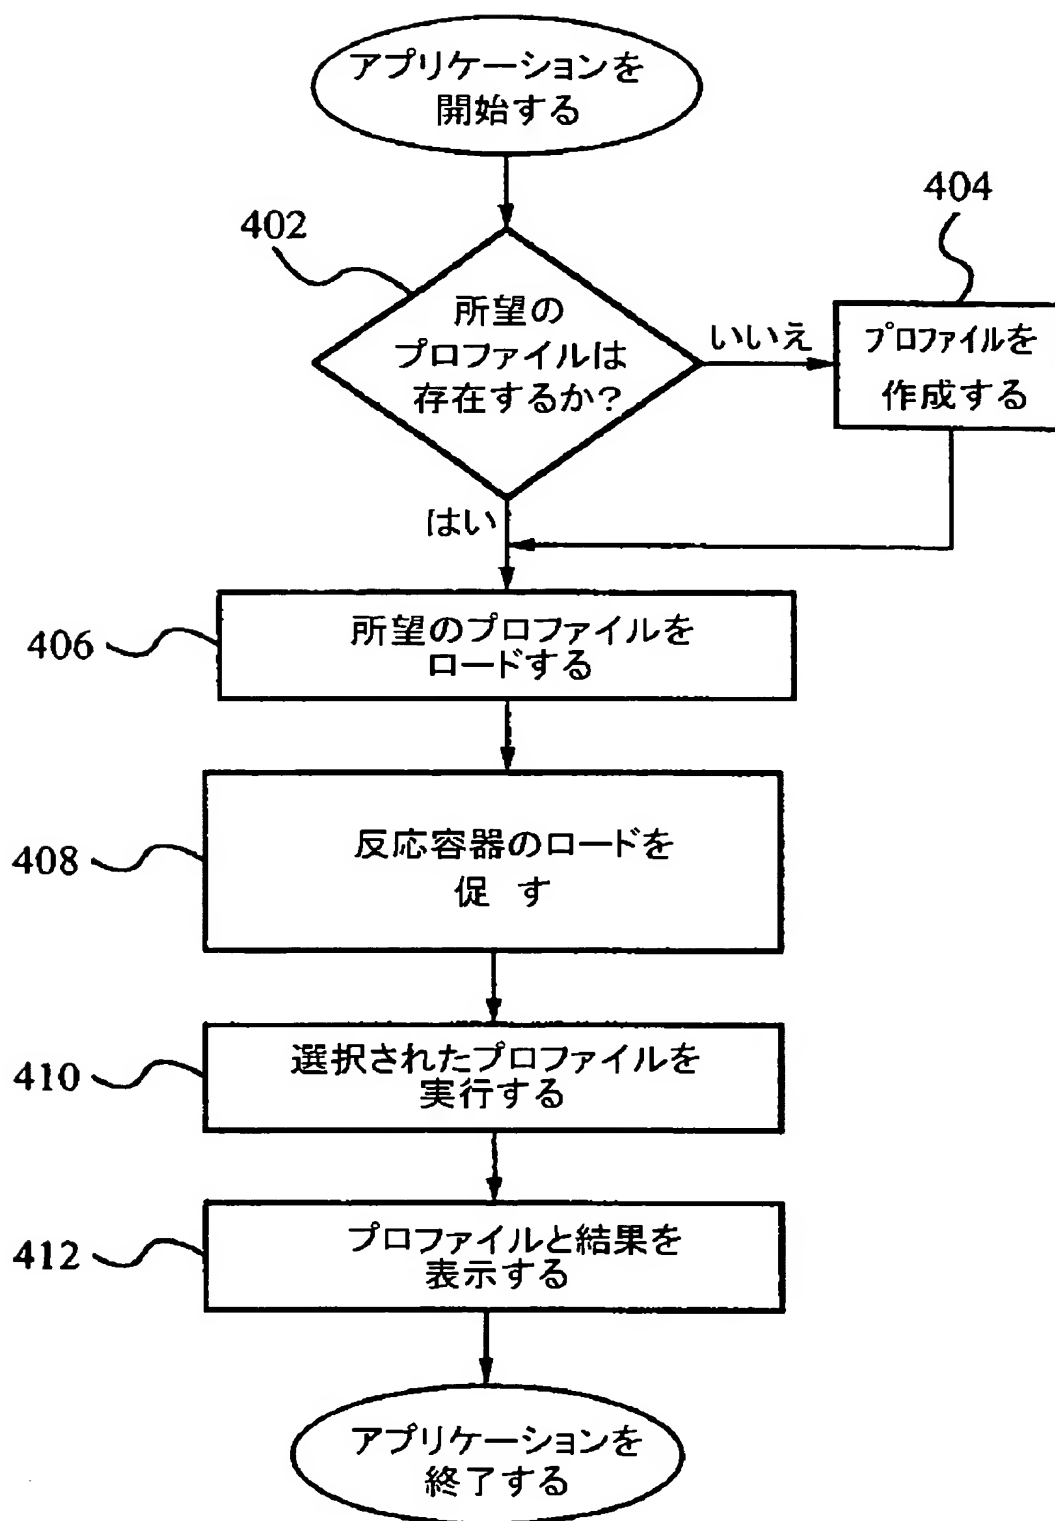 アプリケーションを
開始する
402
404
所望の
プロファイルは
存在するか?
いいえ
プロファイルを
作成する
はい
406
所望のプロファイルを
ロードする
408
反応容器のロードを
促 す
410
選択されたプロファイルを
実行する
412
プロファイルと結果を
表示する
アプリケーションを
終了する